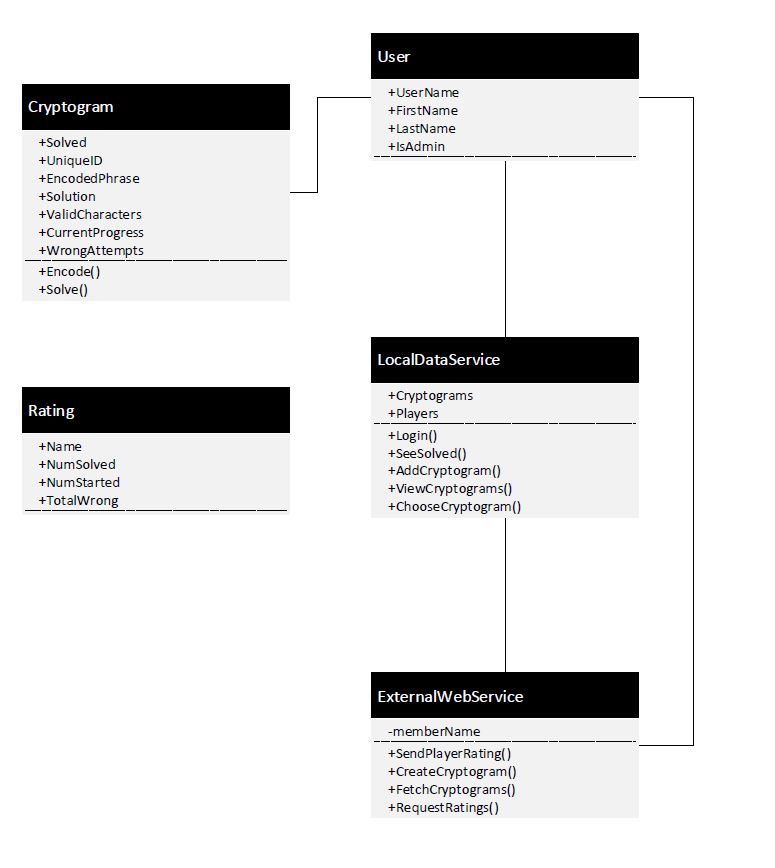 User
+UserName
+FirstName
+LastName
+IsAdmin
Cryptogram
+Solved
+UniqueID
+EncodedPhrase
+Solution
+ValidCharacters
+CurrentProgress
+WrongAttempts
+Encode()
+Solve()
LocalDataService
+Cryptograms
+Players
+Login()
+SeeSolved()
+AddCryptogram()
+ViewCryptograms()
+ChooseCryptogram()
Rating
+Name
+NumSolved
+NumStarted
+TotalWrong
ExternalWebService
-memberName
+SendPlayerRating()
+CreateCryptogram()
+FetchCryptograms()
+RequestRatings()